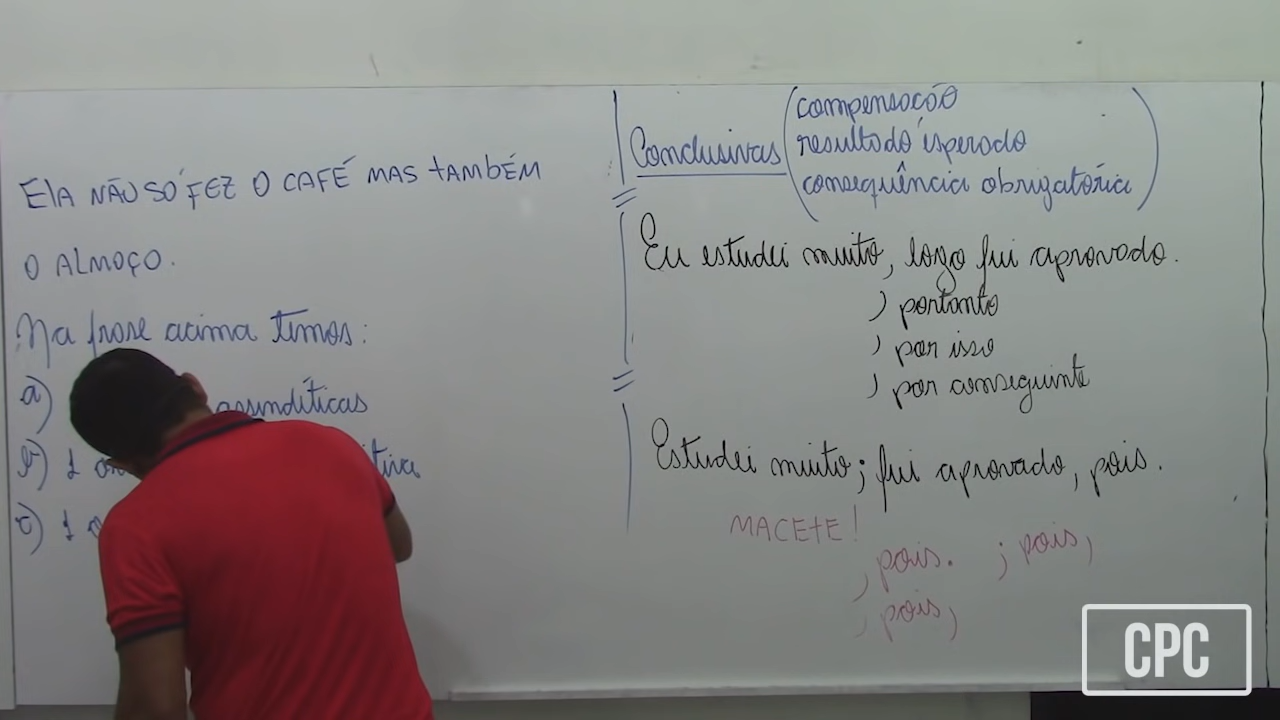 ELA NÃO SÓ FEZ O CAFÉ MAS TAMBÉM
O ALMOÇO.
Na frase acima temos:
a) assindéticas
b) 1
c) 1
Conclusivas (compensação
resultado esperado
consequência obrigatória)
Eu estudei muito, logo fui aprovado.
, portanto
, por isso
, por conseguinte
Estudei muito; fui aprovado, pois.
MACETE!
, pois. ; pois,
, pois,
CPC